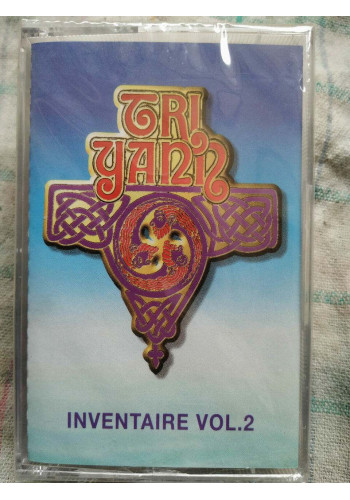 TRI
YANN
INVENTAIRE VOL.2